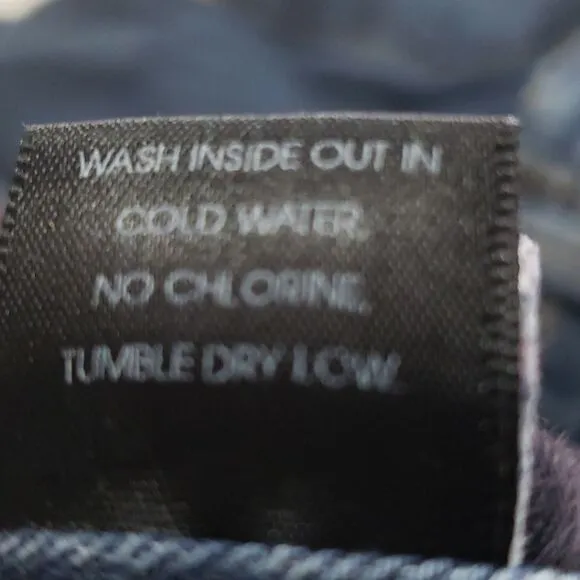 WASH INSIDE OUT IN
COLD WATER.
NO CHLORINE.
TUMBLE DRY LOW.